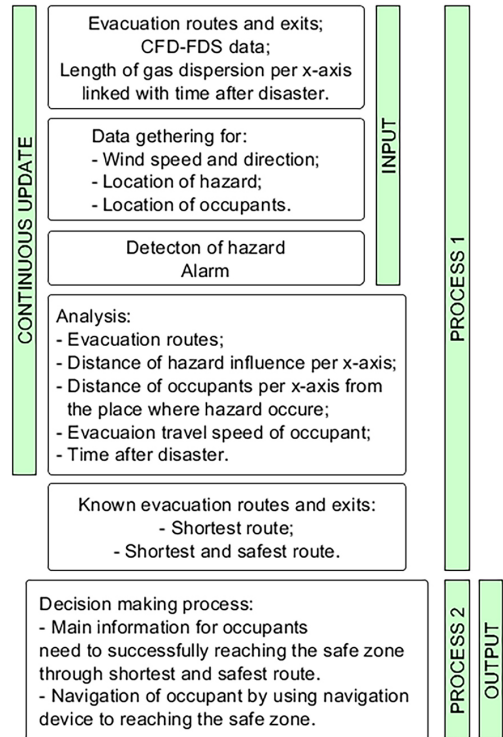 Evacuation routes and exits;
CFD-FDS data;
Length of gas dispersion per x-axis
linked with time after disaster.
Data gethering for:
- Wind speed and direction;
- Location of hazard;
- Location of occupants.
Detecton of hazard
Alarm
Analysis:
- Evacuation routes;
- Distance of hazard influence per x-axis;
- Distance of occupants per x-axis from
the place where hazard occure;
- Evacuaion travel speed of occupant;
- Time after disaster.
Known evacuation routes and exits:
- Shortest route;
- Shortest and safest route.
Decision making process:
- Main information for occupants
need to successfully reaching the safe zone
through shortest and safest route.
- Navigation of occupant by using navigation
device to reaching the safe zone.
CONTINUOUS UPDATE
INPUT
PROCESS 1
PROCESS 2
OUTPUT